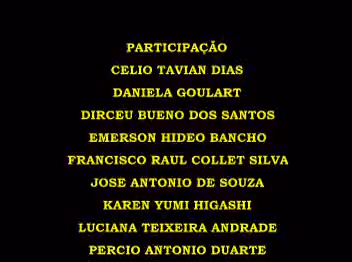 PARTICIPAÇÃO
CELIO TAVIAN DIAS
DANIELA GOULART
DIRCEU BUENO DOS SANTOS
EMERSON HIDEO BANCHO
FRANCISCO RAUL COLLET SILVA
JOSE ANTONIO DE SOUZA
KAREN YUMI HIGASHI
LUCIANA TEIXEIRA ANDRADE
PERCIO ANTONIO DUARTE